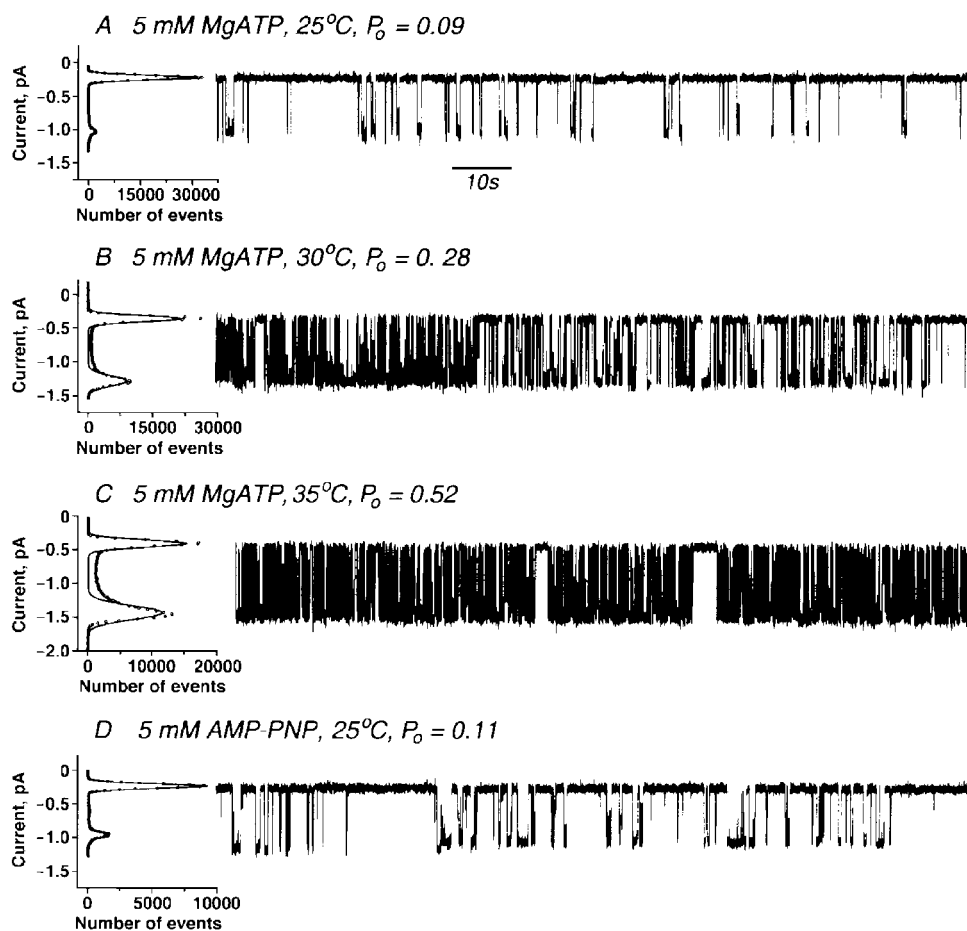 A 5 mM MgATP, 25°C, Po = 0.09
Current, pA
0
−0.5
−1.0
−1.5
0 15000 30000
Number of events
10s
B 5 mM MgATP, 30°C, Po = 0. 28
Current, pA
0
−0.5
−1.0
−1.5
0 15000 30000
Number of events
C 5 mM MgATP, 35°C, Po = 0.52
Current, pA
0
−0.5
−1.0
−1.5
−2.0
0 10000 20000
Number of events
D 5 mM AMP-PNP, 25°C, Po = 0.11
Current, pA
0
−0.5
−1.0
−1.5
0 5000 10000
Number of events